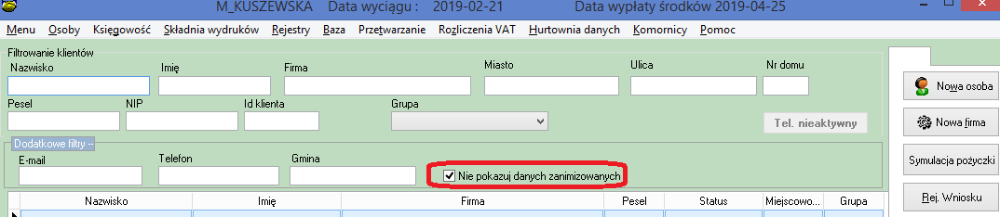 M_KUSZEWSKA Data wyciągu : 2019-02-21 Data wypłaty środków 2019-04-25
Menu Osoby Księgowość Składnia wydruków Rejestry Baza Przetwarzanie Rozliczenia VAT Hurtownia danych Komornicy Pomoc
Filtrowanie klientów
Nazwisko Imię Firma Miasto Ulica Nr domu
Nowa osoba
Pesel NIP Id klienta Grupa
Tel. nieaktywny
Nowa firma
Dodatkowe filtry --
E-mail Telefon Gmina
Symulacja pożyczki
Nie pokazuj danych zanimizowanych
Nazwisko Imię Firma Pesel Status Miejscowo... Grupa
Rej. Wniosku